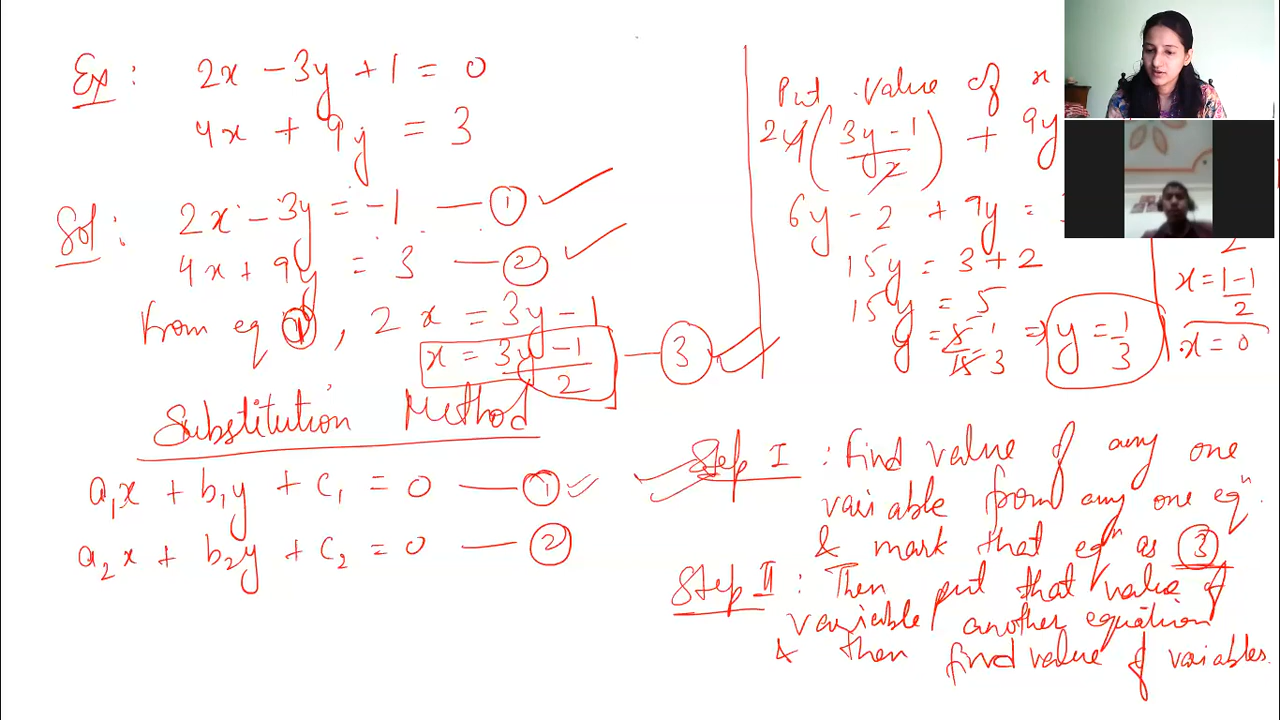 Ex : 2x - 3y + 1 = 0
4x + 9y = 3
Sol : 2x - 3y = -1 — ①
4x + 9y = 3 — ②
from eq ①, 2x = 3y - 1
x = 3y - 1 / 2 — ③
Substitution Method
a₁x + b₁y + c₁ = 0 — ①
a₂x + b₂y + c₂ = 0 — ②
Put value of x
24(3y - 1 / 2) + 9y
6y - 2 + 9y =
15y = 3 + 2
15y = 5
y = 5 1 / 15 3 ⇒ y = 1 / 3
2
x = 1 - 1 / 2
x = 0
Step I : Find value of any one
variable from any one eqⁿ.
& mark that eqⁿ as ③
Step II : Then put that value of
variable another equation
& then find value of variables.